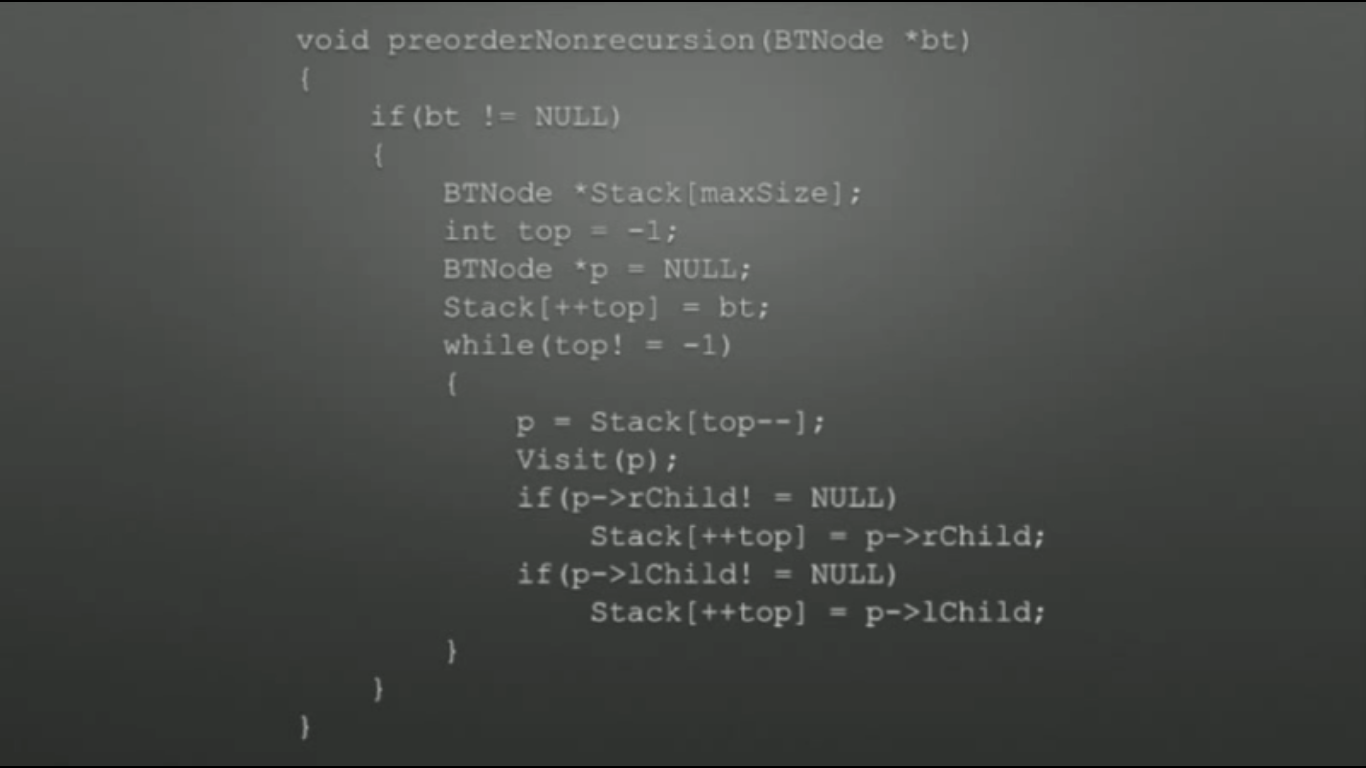 void preorderNonrecursion(BTNode *bt)
{
if(bt != NULL)
{
BTNode *Stack[maxSize];
int top = -1;
BTNode *p = NULL;
Stack[++top] = bt;
while(top! = -1)
{
p = Stack[top--];
Visit(p);
if(p->rChild! = NULL)
Stack[++top] = p->rChild;
if(p->lChild! = NULL)
Stack[++top] = p->lChild;
}
}
}